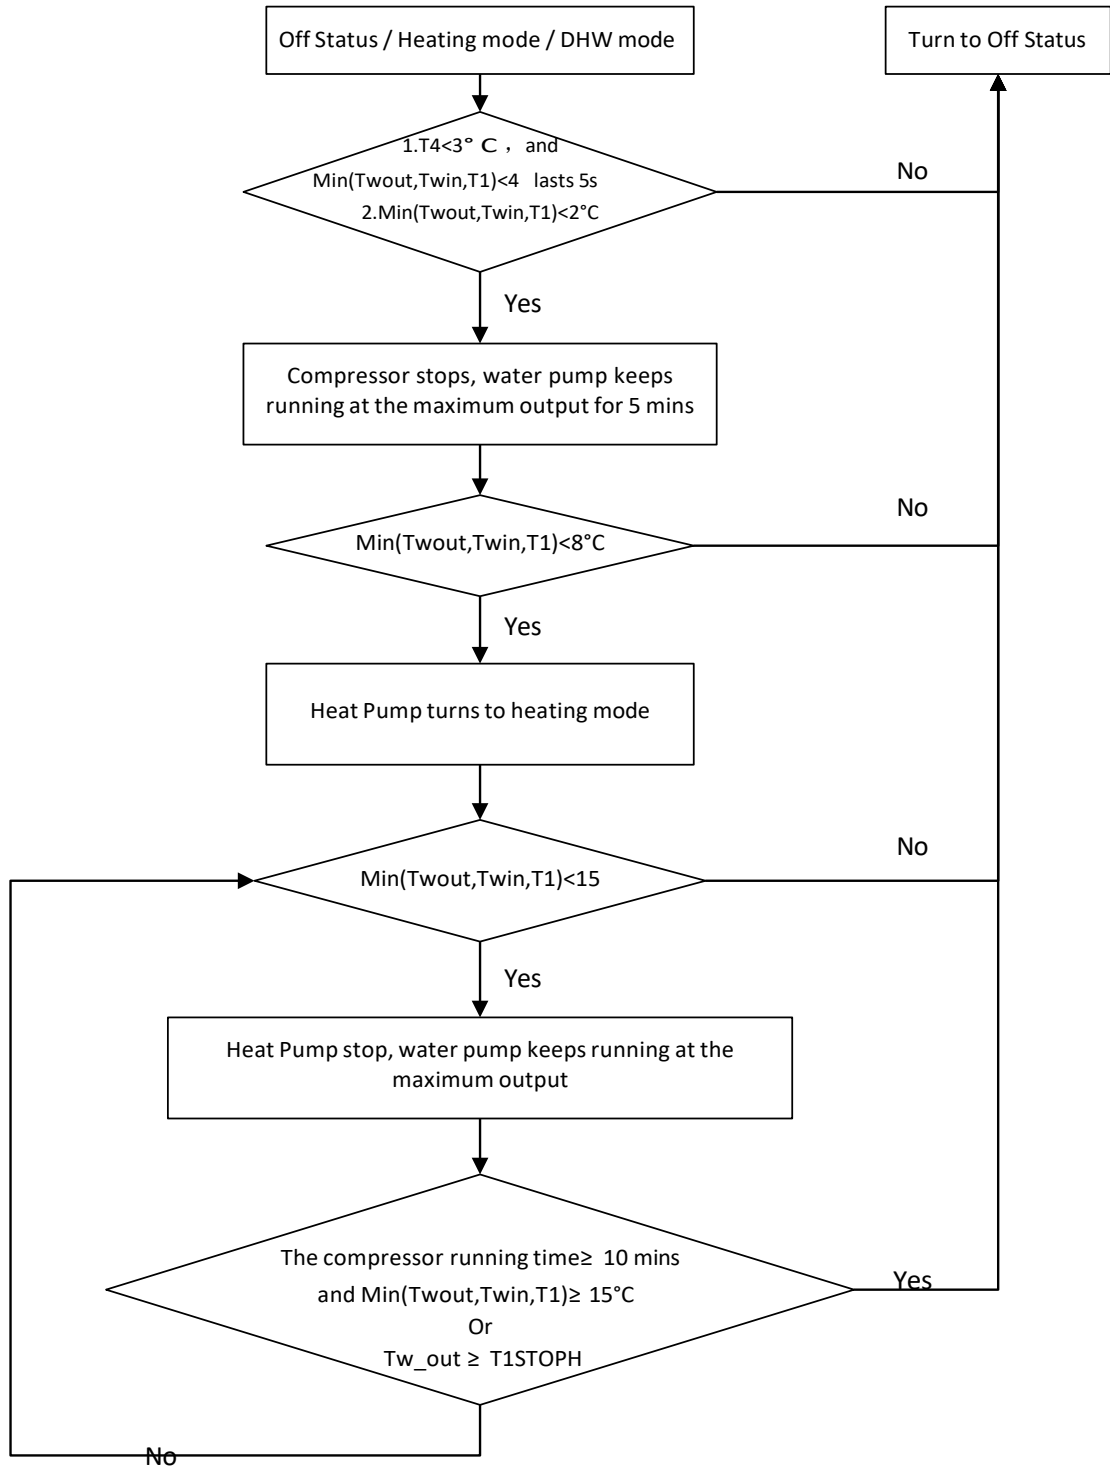 Off Status / Heating mode / DHW mode
Turn to Off Status
1.T4<3° C ，and
Min(Twout,Twin,T1)<4 lasts 5s
2.Min(Twout,Twin,T1)<2°C
No
Yes
Compressor stops, water pump keeps
running at the maximum output for 5 mins
Min(Twout,Twin,T1)<8°C
No
Yes
Heat Pump turns to heating mode
Min(Twout,Twin,T1)<15
No
Yes
Heat Pump stop, water pump keeps running at the
maximum output
The compressor running time≥ 10 mins
and Min(Twout,Twin,T1)≥ 15°C
Or
Tw_out ≥ T1STOPH
Yes
No